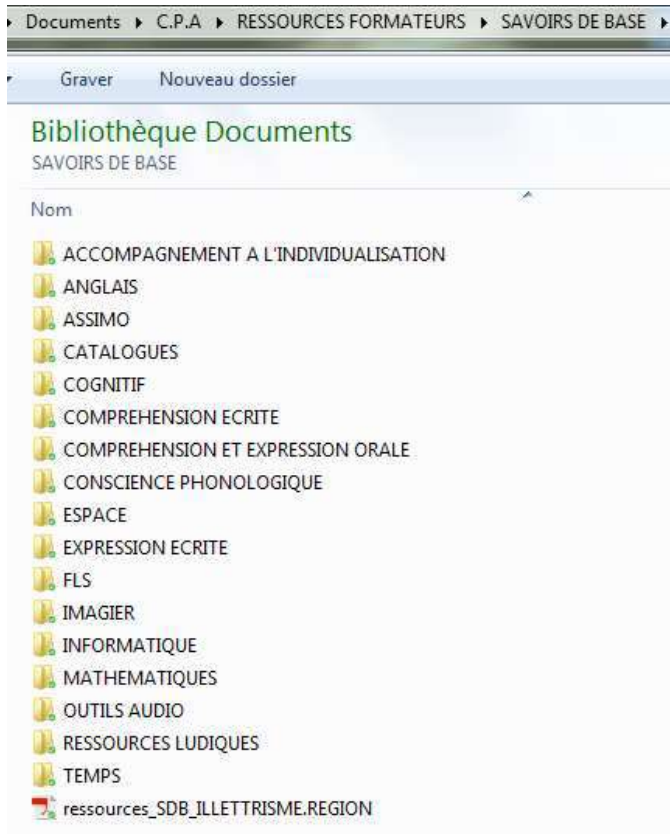 Documents ▸ C.P.A ▸ RESSOURCES FORMATEURS ▸ SAVOIRS DE BASE ▸
Graver Nouveau dossier
Bibliothèque Documents
SAVOIRS DE BASE
Nom
ACCOMPAGNEMENT A L'INDIVIDUALISATION
ANGLAIS
ASSIMO
CATALOGUES
COGNITIF
COMPREHENSION ECRITE
COMPREHENSION ET EXPRESSION ORALE
CONSCIENCE PHONOLOGIQUE
ESPACE
EXPRESSION ECRITE
FLS
IMAGIER
INFORMATIQUE
MATHEMATIQUES
OUTILS AUDIO
RESSOURCES LUDIQUES
TEMPS
ressources_SDB_ILLETTRISME.REGION